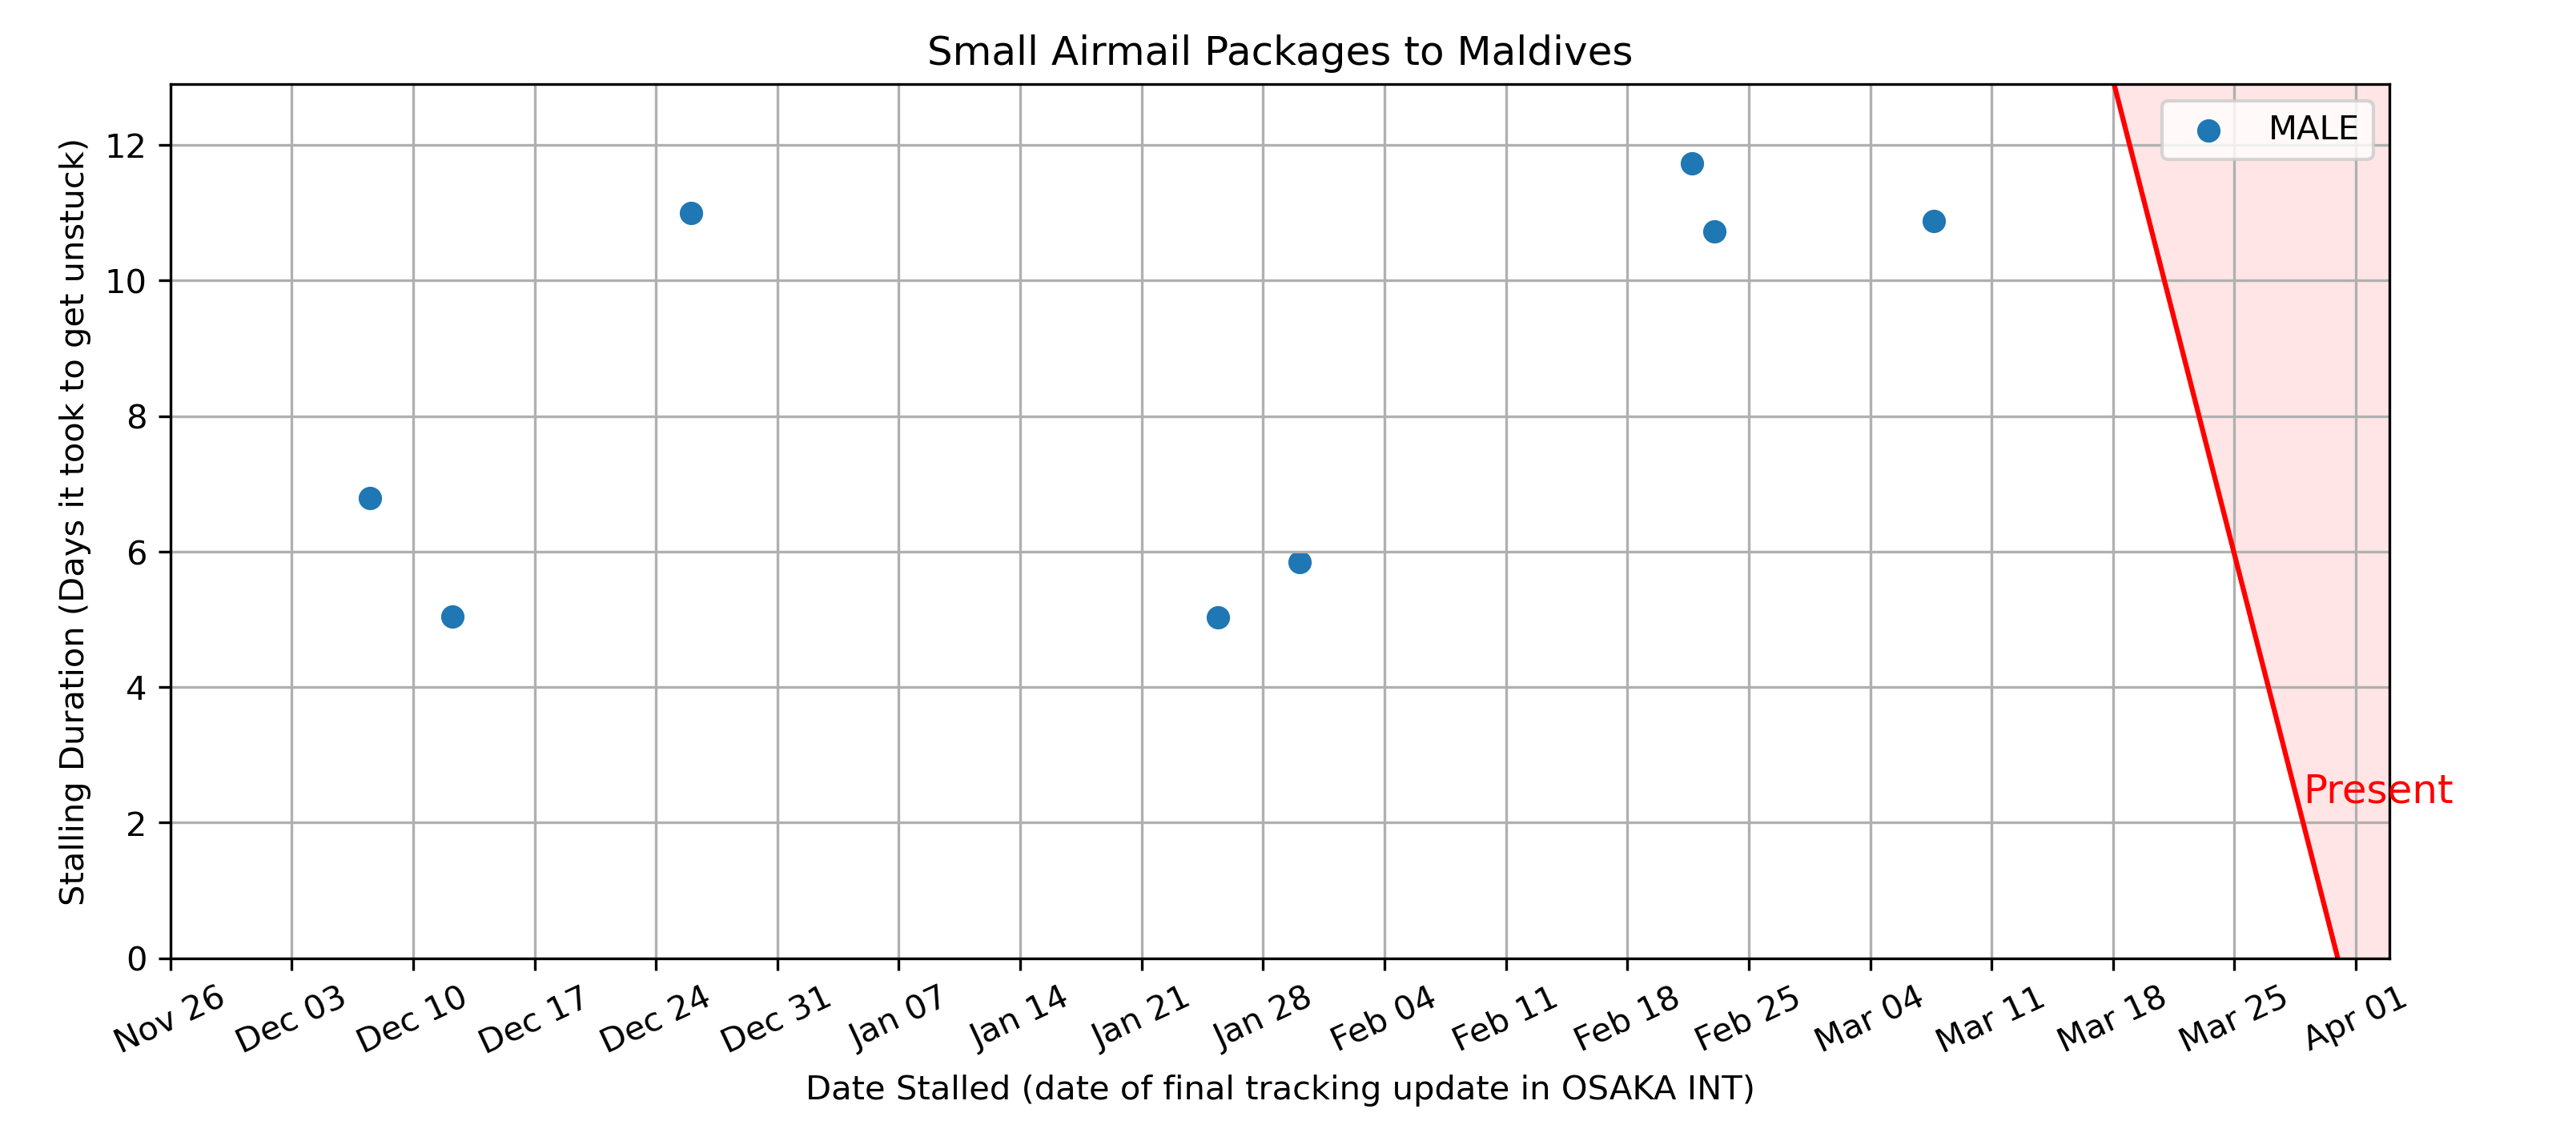 Small Airmail Packages to Maldives
MALE
Stalling Duration (Days it took to get unstuck)
12
10
8
6
4
2
0
Present
Nov 26
Dec 03
Dec 10
Dec 17
Dec 24
Dec 31
Jan 07
Jan 14
Jan 21
Jan 28
Feb 04
Feb 11
Feb 18
Feb 25
Mar 04
Mar 11
Mar 18
Mar 25
Apr 01
Date Stalled (date of final tracking update in OSAKA INT)